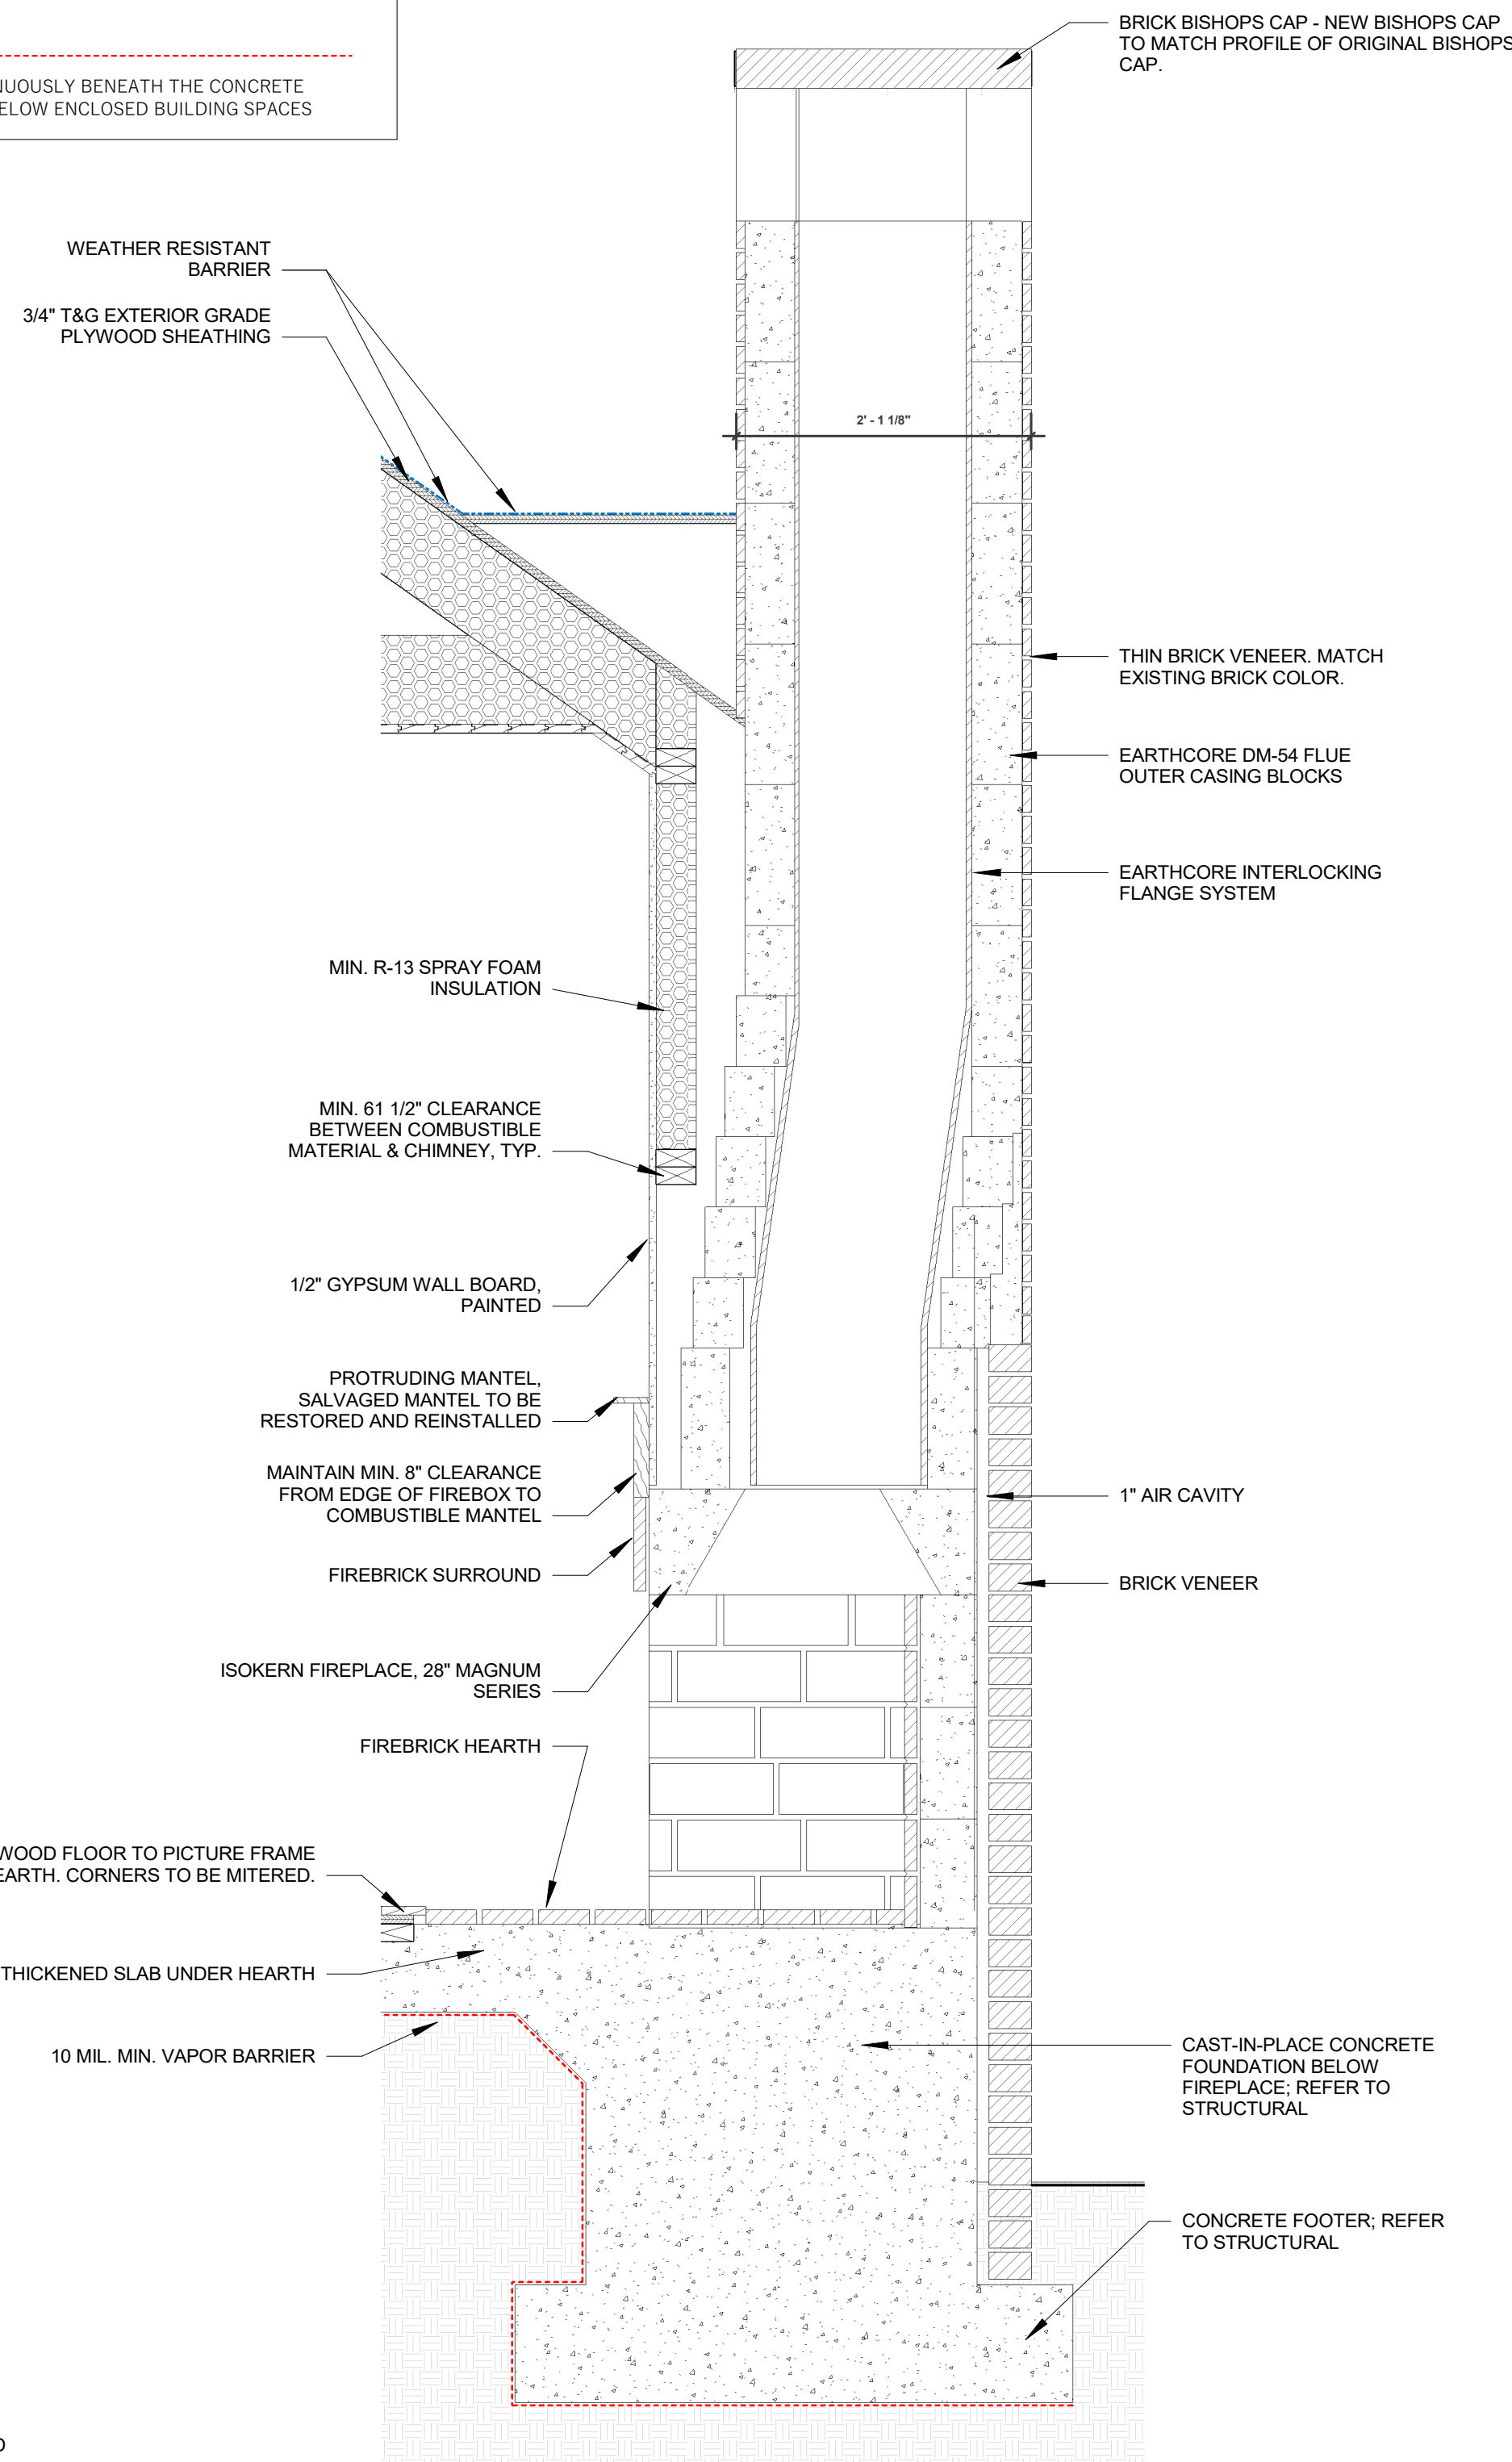 NUOUSLY BENEATH THE CONCRETE
ELOW ENCLOSED BUILDING SPACES
BRICK BISHOPS CAP - NEW BISHOPS CAP
TO MATCH PROFILE OF ORIGINAL BISHOPS
CAP.
WEATHER RESISTANT
BARRIER
3/4" T&G EXTERIOR GRADE
PLYWOOD SHEATHING
2' - 1 1/8"
THIN BRICK VENEER. MATCH
EXISTING BRICK COLOR.
EARTHCORE DM-54 FLUE
OUTER CASING BLOCKS
EARTHCORE INTERLOCKING
FLANGE SYSTEM
MIN. R-13 SPRAY FOAM
INSULATION
MIN. 61 1/2" CLEARANCE
BETWEEN COMBUSTIBLE
MATERIAL & CHIMNEY, TYP.
1/2" GYPSUM WALL BOARD,
PAINTED
PROTRUDING MANTEL,
SALVAGED MANTEL TO BE
RESTORED AND REINSTALLED
MAINTAIN MIN. 8" CLEARANCE
FROM EDGE OF FIREBOX TO
COMBUSTIBLE MANTEL
1" AIR CAVITY
FIREBRICK SURROUND
BRICK VENEER
ISOKERN FIREPLACE, 28" MAGNUM
SERIES
FIREBRICK HEARTH
WOOD FLOOR TO PICTURE FRAME
EARTH. CORNERS TO BE MITERED.
THICKENED SLAB UNDER HEARTH
10 MIL. MIN. VAPOR BARRIER
CAST-IN-PLACE CONCRETE
FOUNDATION BELOW
FIREPLACE; REFER TO
STRUCTURAL
CONCRETE FOOTER; REFER
TO STRUCTURAL